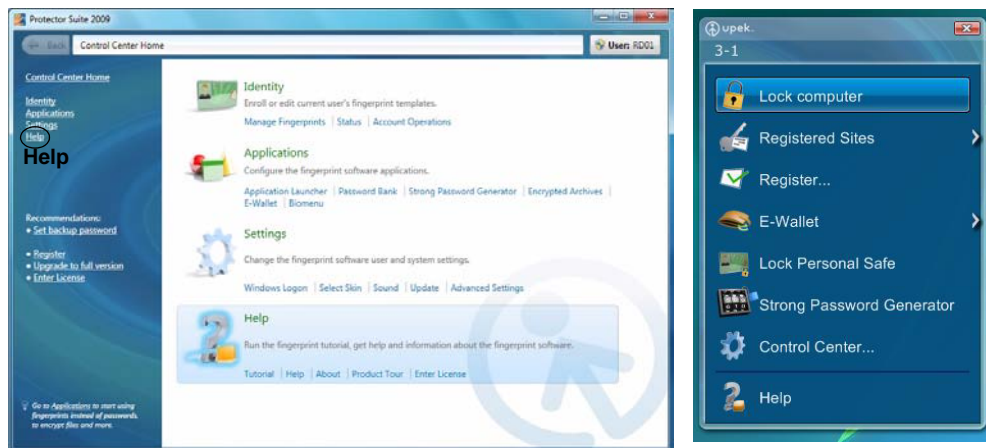 Protector Suite 2009
Back
Control Center Home
User: RD01
Control Center Home
Identity
Applications
Settings
Help
Help
Recommendations:
• Set backup password
• Register
• Upgrade to full version
• Enter License
Go to Applications to start using
fingerprints instead of passwords,
to encrypt files and more.
Identity
Enroll or edit current user's fingerprint templates.
Manage Fingerprints | Status | Account Operations
Applications
Configure the fingerprint software applications.
Application Launcher | Password Bank | Strong Password Generator | Encrypted Archives |
E-Wallet | Biomenu
Settings
Change the fingerprint software user and system settings.
Windows Logon | Select Skin | Sound | Update | Advanced Settings
Help
Run the fingerprint tutorial, get help and information about the fingerprint software.
Tutorial | Help | About | Product Tour | Enter License
upek.
3-1
Lock computer
Registered Sites
Register...
E-Wallet
Lock Personal Safe
Strong Password Generator
Control Center...
Help